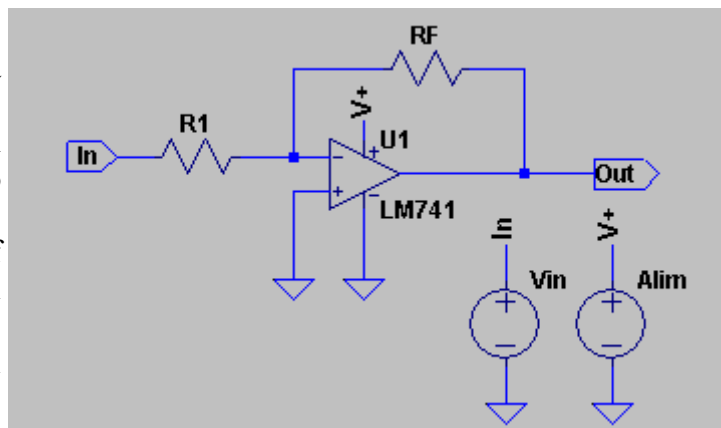 RF
V+
R1
U1
In
- +
+ -
Out
LM741
In
V+
Vin
Alim
+ +
- -